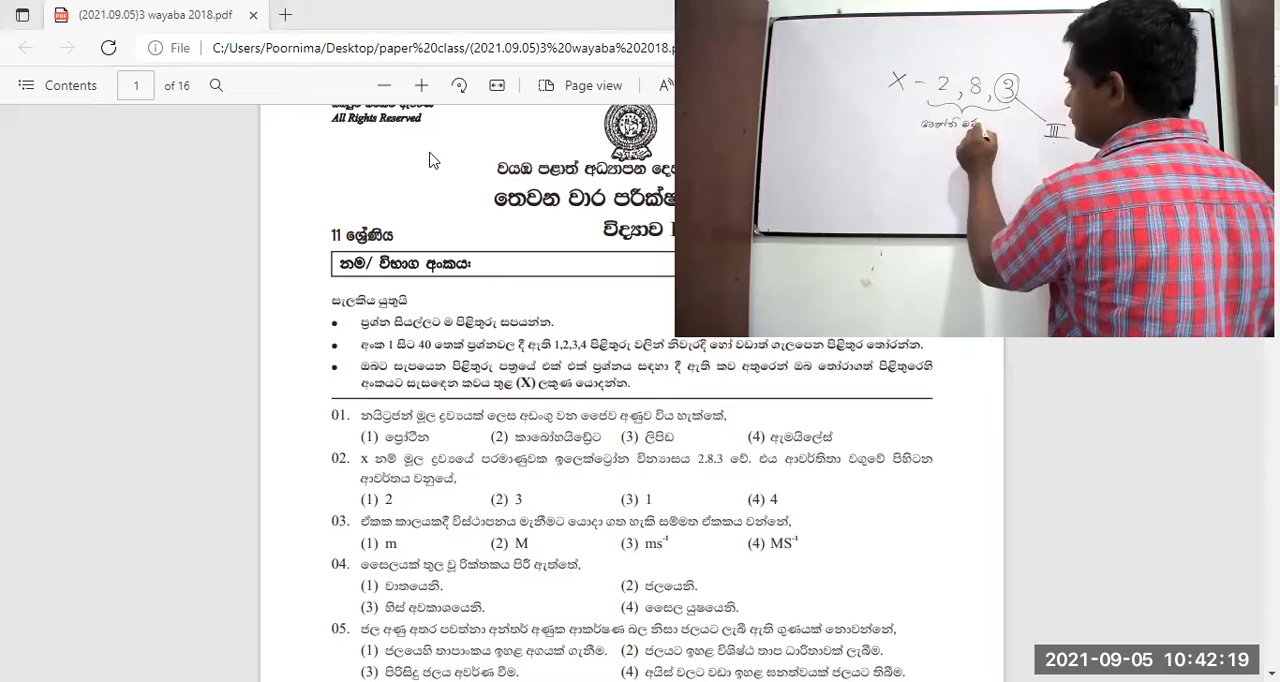 (2021.09.05)3 wayaba 2018.pdf
File C:/Users/Poornima/Desktop/paper%20class/(2021.09.05)3%20wayaba%202018.p
Contents 1 of 16 Page view A
All Rights Reserved
වයඹ පළාත් අධ්‍යාපන දෙ
තෙවන වාර පරීක්ෂ
විද්‍යාව I
11 ශ්‍රේණිය
නම/ විභාග අංකය:
සැලකිය යුතුයි
• ප්‍රශ්න සියල්ලට ම පිළිතුරු සපයන්න.
• අංක 1 සිට 40 තෙක් ප්‍රශ්නවල දී ඇති 1,2,3,4 පිළිතුරු වලින් නිවැරදි හෝ වඩාත් ගැලපෙන පිළිතුර තෝරන්න.
• ඔබට සැපයෙන පිළිතුරු පත්‍රයේ එක් එක් ප්‍රශ්නය සඳහා දී ඇති කව අතුරෙන් ඔබ තෝරාගත් පිළිතුරෙහි
අංකයට සැසඳෙන කවය තුළ (X) ලකුණ යොදන්න.
01. නයිට්‍රජන් මූල ද්‍රව්‍යයක් ලෙස අඩංගු වන ජෛව අණුව විය හැක්කේ,
(1) ප්‍රෝටීන (2) කාබෝහයිඩ්‍රේට (3) ලිපිඩ (4) ඇමයිලේස්
02. x නම් මූල ද්‍රව්‍යයේ පරමාණුවක ඉලෙක්ට්‍රෝන වින්‍යාසය 2.8.3 වේ. එය ආවර්තිතා වගුවේ පිහිටන
ආවර්තය වනුයේ,
(1) 2 (2) 3 (3) 1 (4) 4
03. ඒකක කාලයකදී විස්ථාපනය මැනීමට යොදා ගත හැකි සම්මත ඒකකය වන්නේ,
(1) m (2) M (3) ms⁻¹ (4) MS⁻¹
04. සෛලයක් තුල වූ රික්තකය පිරී ඇත්තේ,
(1) වාතයෙනි. (2) ජලයෙනි.
(3) හිස් අවකාශයෙනි. (4) සෛල යුෂයෙනි.
05. ජල අණු අතර පවත්නා අන්තර් අණුක ආකර්ෂණ බල නිසා ජලයට ලැබී ඇති ගුණයක් නොවන්නේ,
(1) ජලයෙහි තාපාංකය ඉහළ අගයක් ගැනීම. (2) ජලයට ඉහළ විශිෂ්ඨ තාප ධාරිතාවක් ලැබීම.
(3) පිරිසිදු ජලය අවර්ණ වීම. (4) අයිස් වලට වඩා ඉහළ ඝනත්වයක් ජලයට තිබීම.
X - 2, 8, 3
III
2021-09-05 10:42:19